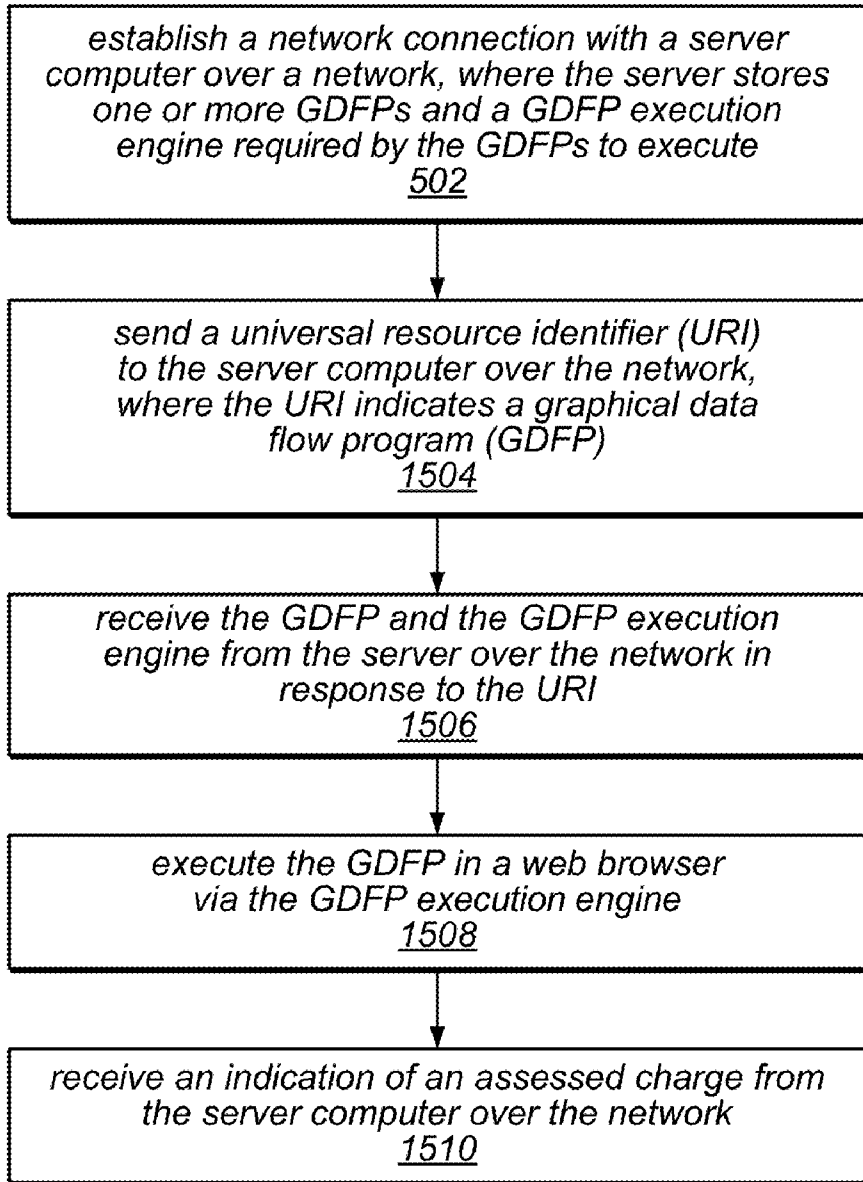 establish a network connection with a server
computer over a network, where the server stores
one or more GDFPs and a GDFP execution
engine required by the GDFPs to execute
502
send a universal resource identifier (URI)
to the server computer over the network,
where the URI indicates a graphical data
flow program (GDFP)
1504
receive the GDFP and the GDFP execution
engine from the server over the network in
response to the URI
1506
execute the GDFP in a web browser
via the GDFP execution engine
1508
receive an indication of an assessed charge from
the server computer over the network
1510